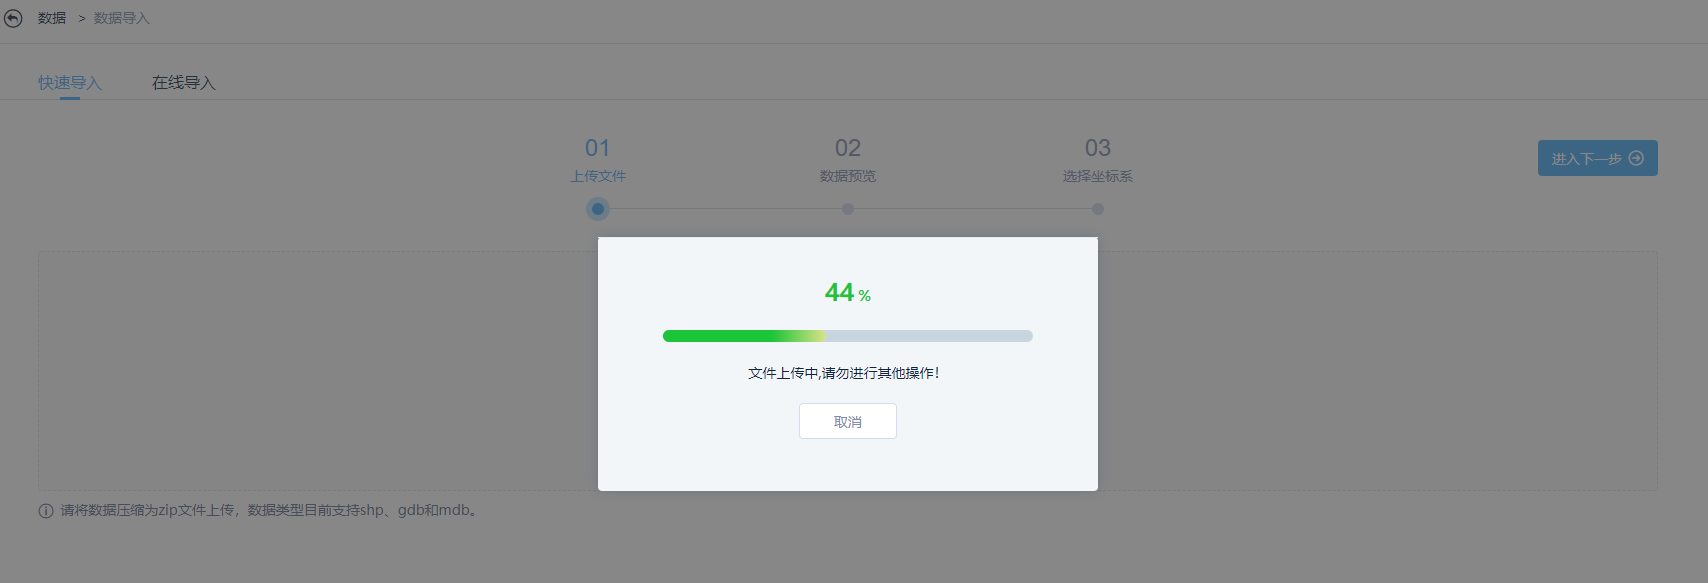 数据 > 数据导入
快速导入 在线导入
01 02 03
上传文件 数据预览 选择坐标系
进入下一步
44 %
文件上传中,请勿进行其他操作!
取消
请将数据压缩为zip文件上传，数据类型目前支持shp、gdb和mdb。